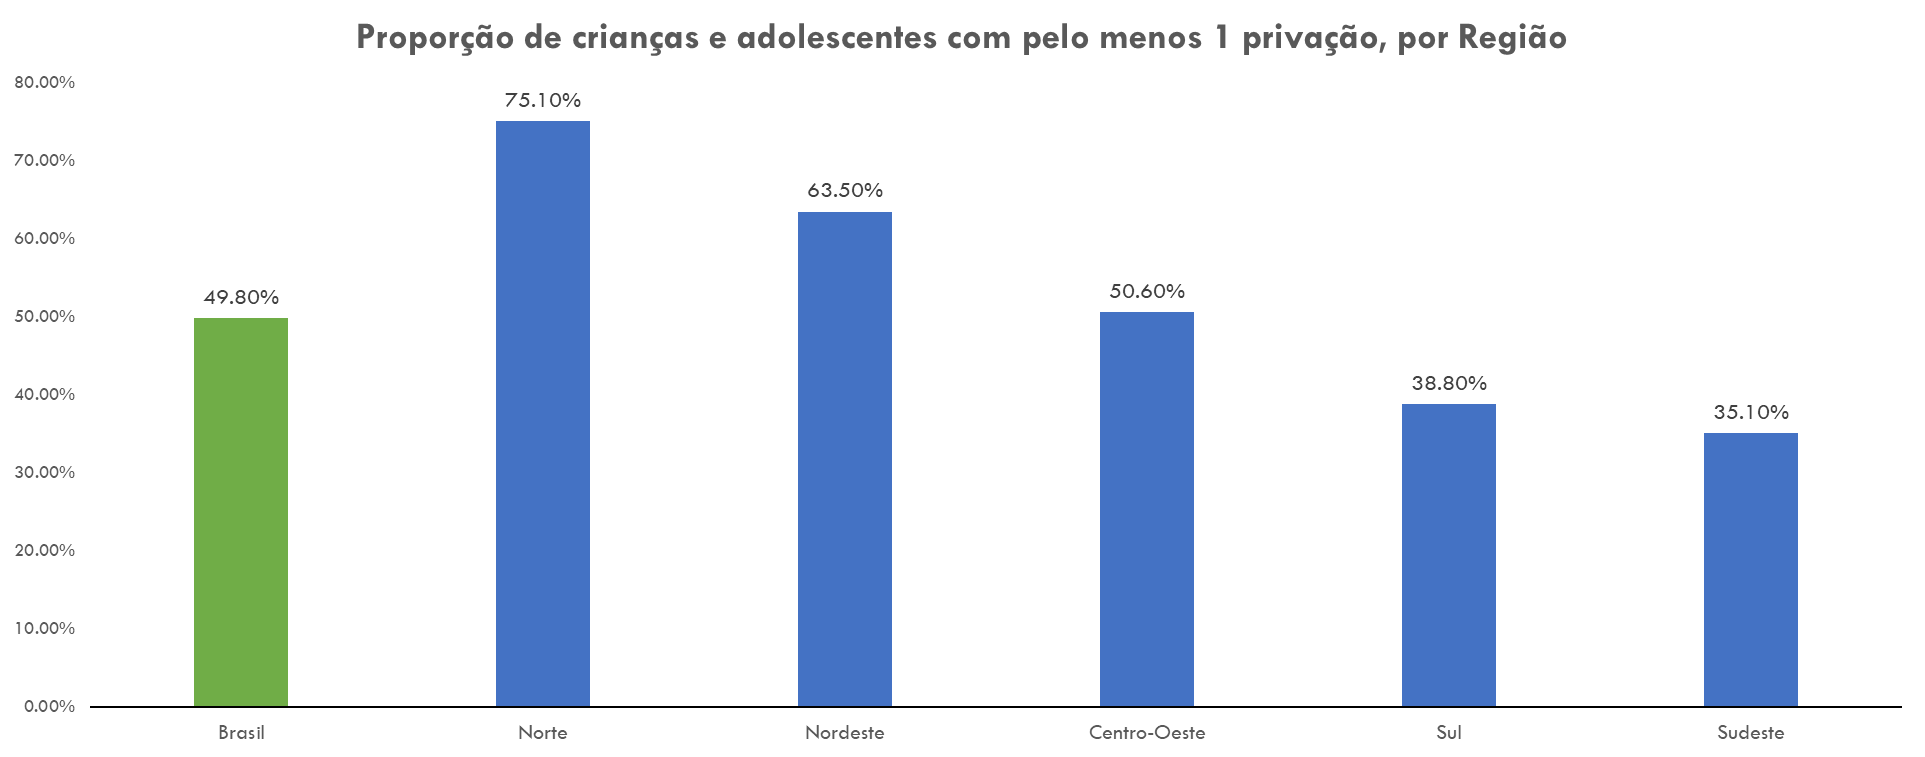 Proporção de crianças e adolescentes com pelo menos 1 privação, por Região
80.00%
70.00%
60.00%
50.00%
40.00%
30.00%
20.00%
10.00%
0.00%
49.80%
75.10%
63.50%
50.60%
38.80%
35.10%
Brasil
Norte
Nordeste
Centro-Oeste
Sul
Sudeste